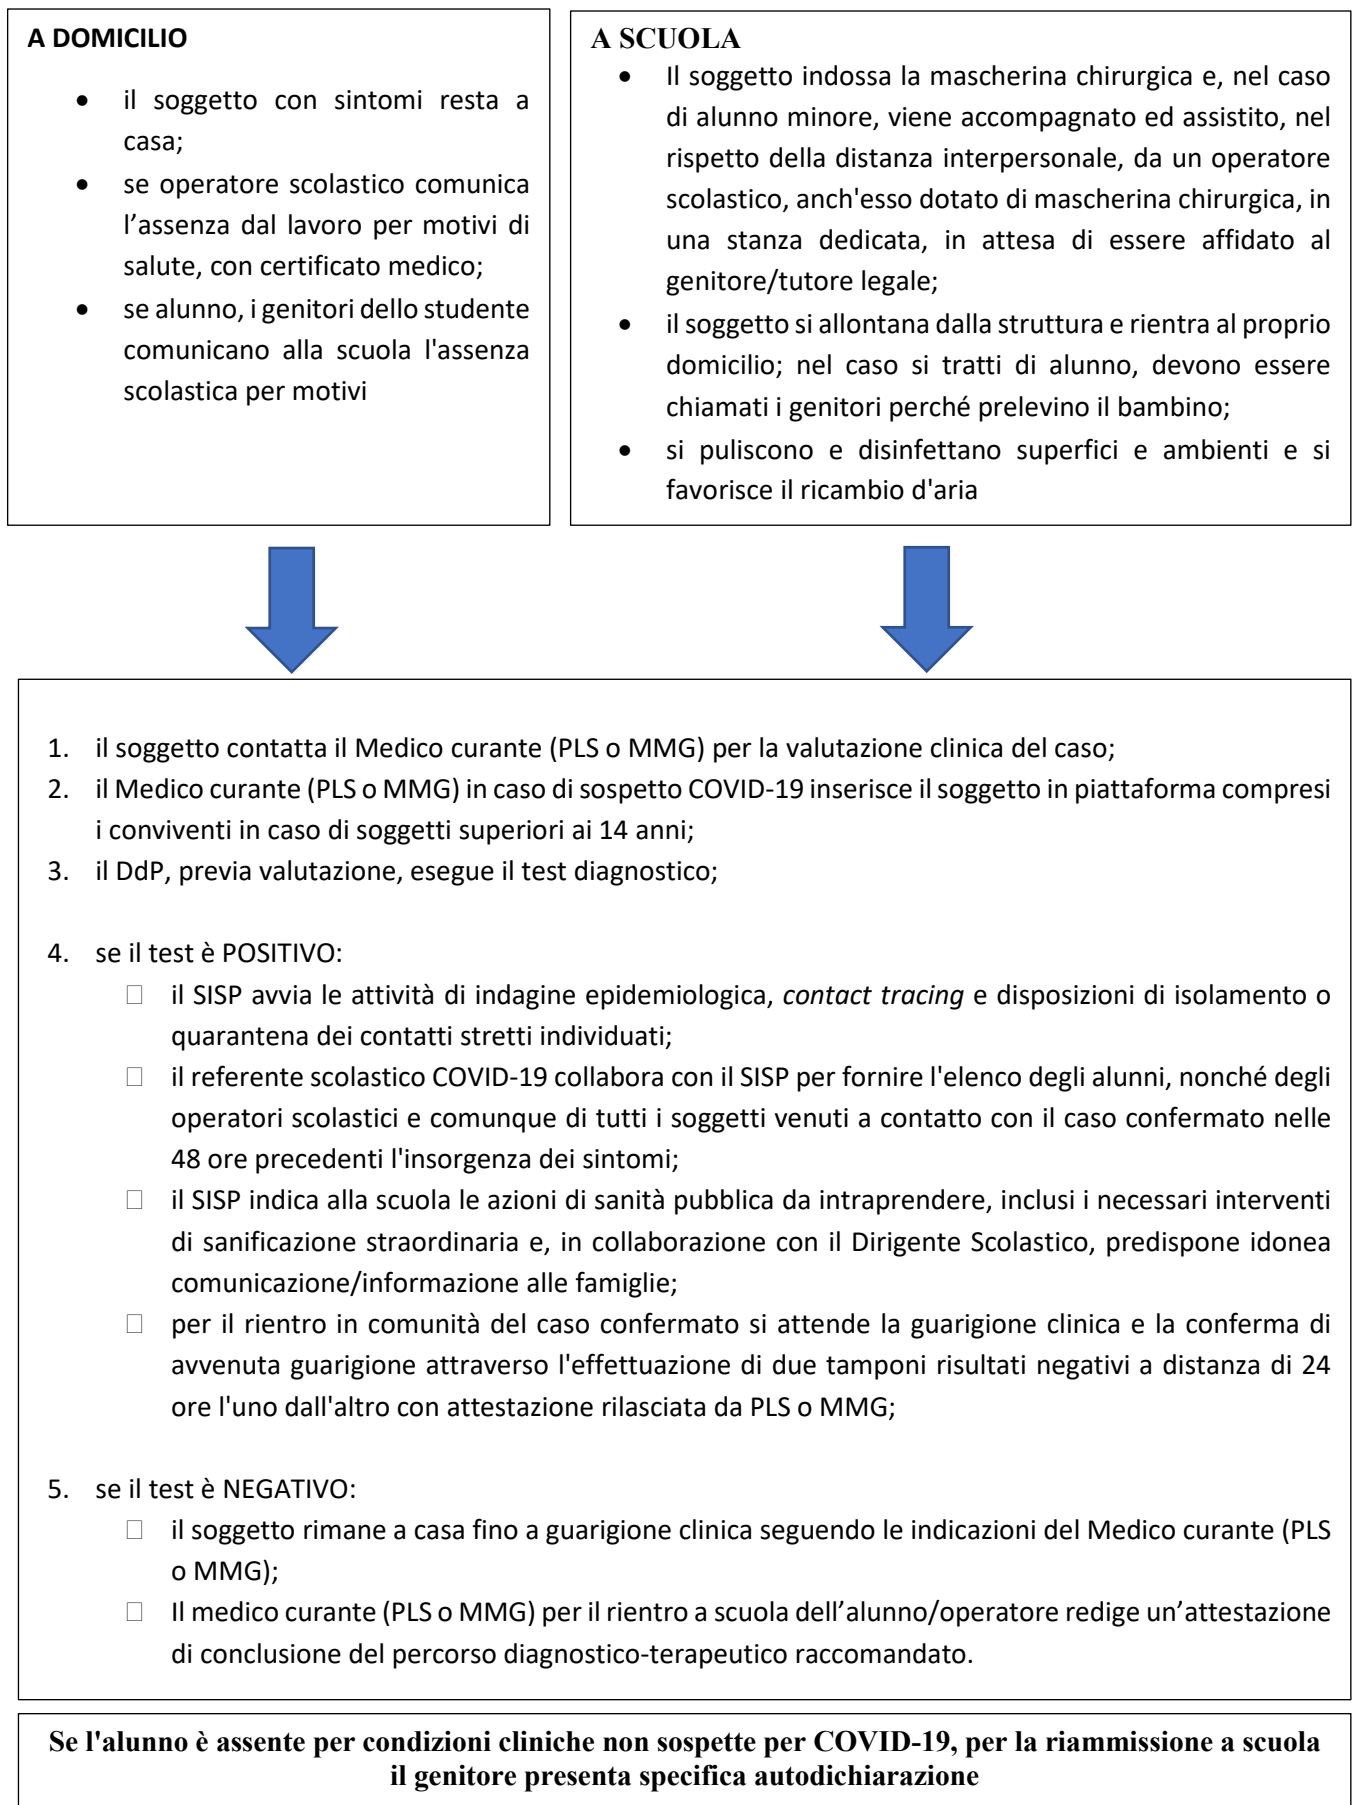 A DOMICILIO
• il soggetto con sintomi resta a
casa;
• se operatore scolastico comunica
l’assenza dal lavoro per motivi di
salute, con certificato medico;
• se alunno, i genitori dello studente
comunicano alla scuola l'assenza
scolastica per motivi
A SCUOLA
• Il soggetto indossa la mascherina chirurgica e, nel caso
di alunno minore, viene accompagnato ed assistito, nel
rispetto della distanza interpersonale, da un operatore
scolastico, anch'esso dotato di mascherina chirurgica, in
una stanza dedicata, in attesa di essere affidato al
genitore/tutore legale;
• il soggetto si allontana dalla struttura e rientra al proprio
domicilio; nel caso si tratti di alunno, devono essere
chiamati i genitori perché prelevino il bambino;
• si puliscono e disinfettano superfici e ambienti e si
favorisce il ricambio d'aria
1. il soggetto contatta il Medico curante (PLS o MMG) per la valutazione clinica del caso;
2. il Medico curante (PLS o MMG) in caso di sospetto COVID-19 inserisce il soggetto in piattaforma compresi
i conviventi in caso di soggetti superiori ai 14 anni;
3. il DdP, previa valutazione, esegue il test diagnostico;
4. se il test è POSITIVO:
□ il SISP avvia le attività di indagine epidemiologica, contact tracing e disposizioni di isolamento o
quarantena dei contatti stretti individuati;
□ il referente scolastico COVID-19 collabora con il SISP per fornire l'elenco degli alunni, nonché degli
operatori scolastici e comunque di tutti i soggetti venuti a contatto con il caso confermato nelle
48 ore precedenti l'insorgenza dei sintomi;
□ il SISP indica alla scuola le azioni di sanità pubblica da intraprendere, inclusi i necessari interventi
di sanificazione straordinaria e, in collaborazione con il Dirigente Scolastico, predispone idonea
comunicazione/informazione alle famiglie;
□ per il rientro in comunità del caso confermato si attende la guarigione clinica e la conferma di
avvenuta guarigione attraverso l'effettuazione di due tamponi risultati negativi a distanza di 24
ore l'uno dall'altro con attestazione rilasciata da PLS o MMG;
5. se il test è NEGATIVO:
□ il soggetto rimane a casa fino a guarigione clinica seguendo le indicazioni del Medico curante (PLS
o MMG);
□ Il medico curante (PLS o MMG) per il rientro a scuola dell’alunno/operatore redige un’attestazione
di conclusione del percorso diagnostico-terapeutico raccomandato.
Se l'alunno è assente per condizioni cliniche non sospette per COVID-19, per la riammissione a scuola
il genitore presenta specifica autodichiarazione